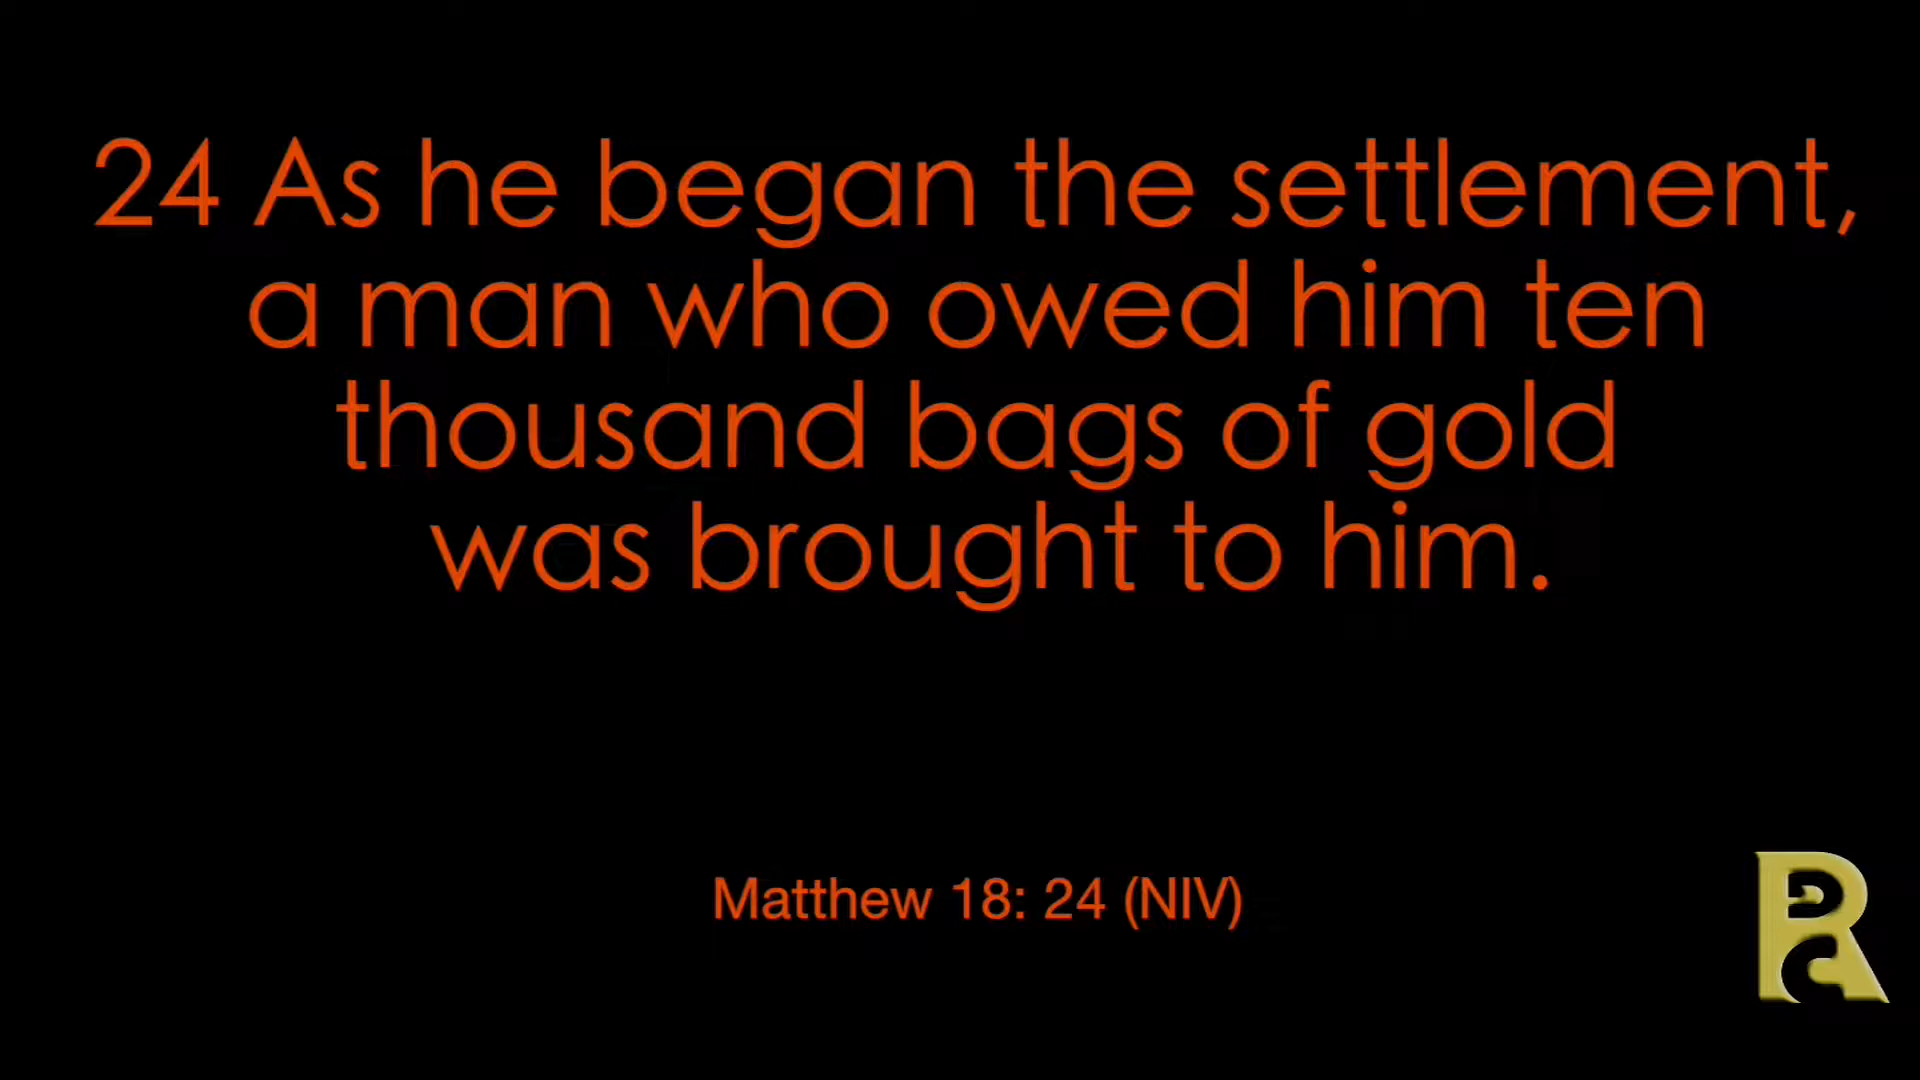 24 As he began the settlement,
a man who owed him ten
thousand bags of gold
was brought to him.
Matthew 18: 24 (NIV)